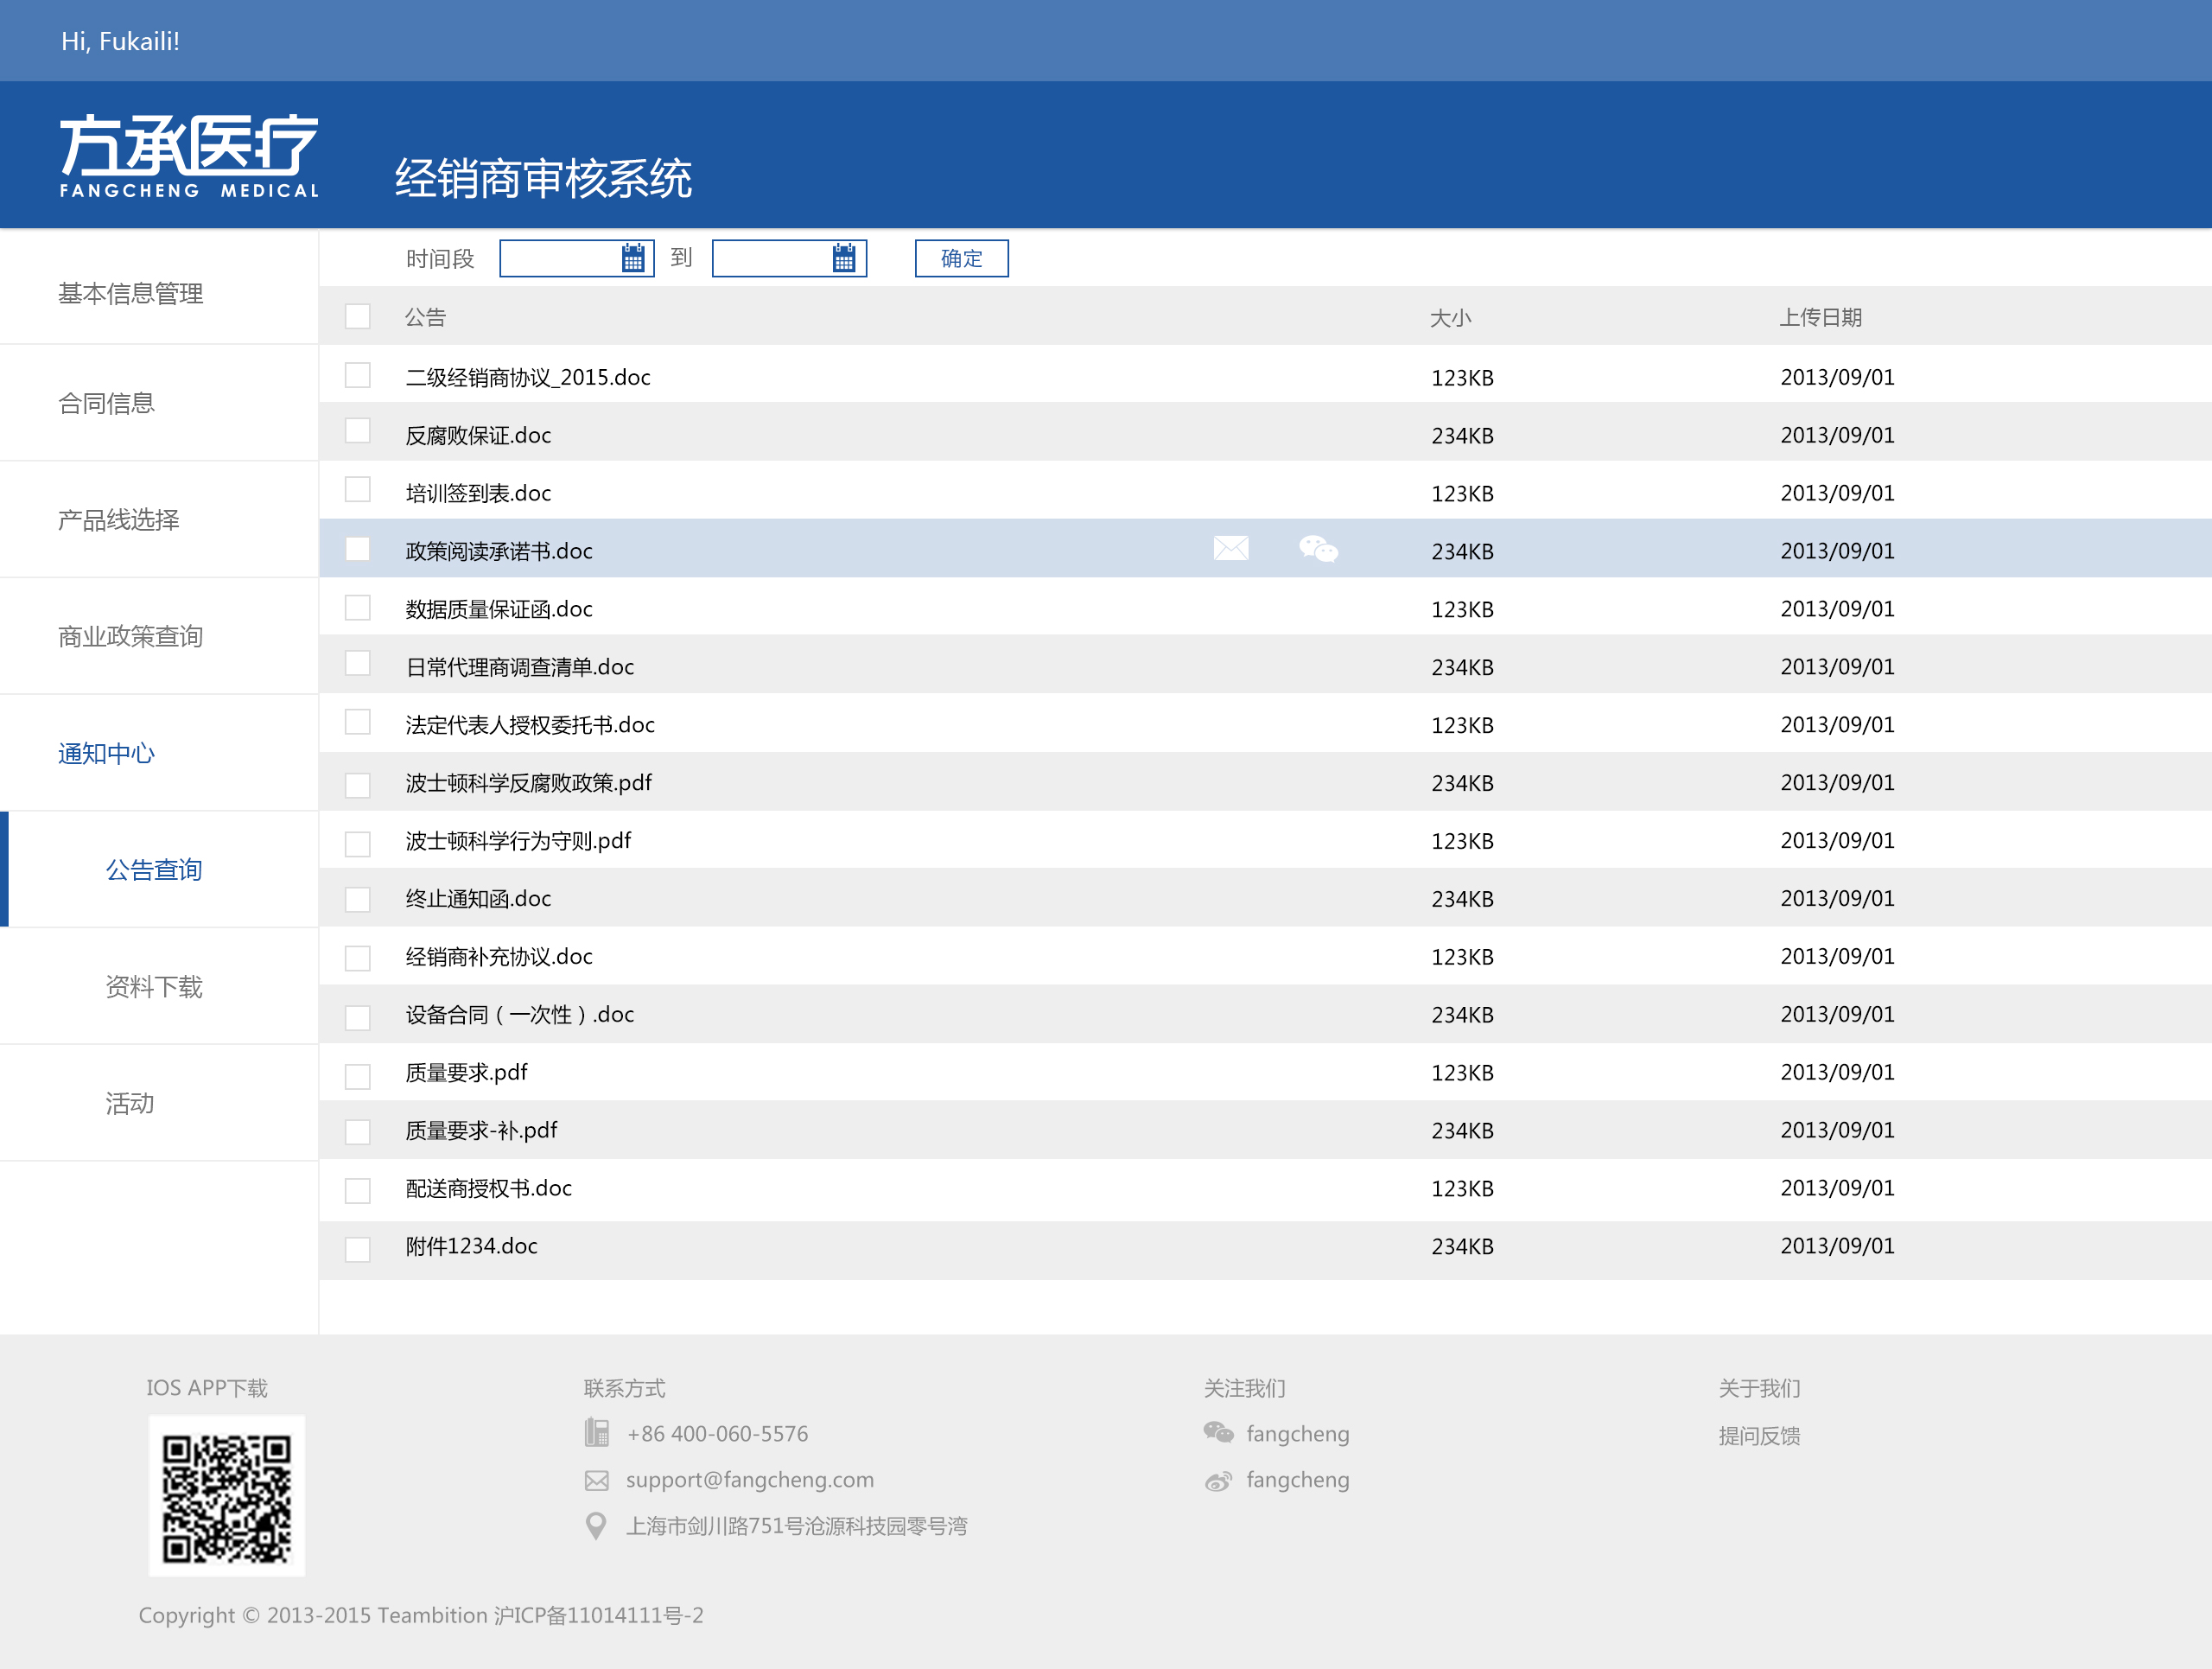 Hi, Fukaili!
方承医疗
FANGCHENG MEDICAL
经销商审核系统
时间段 到 确定
基本信息管理
合同信息
产品线选择
商业政策查询
通知中心
公告查询
资料下载
活动
公告 大小 上传日期
二级经销商协议_2015.doc 123KB 2013/09/01
反腐败保证.doc 234KB 2013/09/01
培训签到表.doc 123KB 2013/09/01
政策阅读承诺书.doc 234KB 2013/09/01
数据质量保证函.doc 123KB 2013/09/01
日常代理商调查清单.doc 234KB 2013/09/01
法定代表人授权委托书.doc 123KB 2013/09/01
波士顿科学反腐败政策.pdf 234KB 2013/09/01
波士顿科学行为守则.pdf 123KB 2013/09/01
终止通知函.doc 234KB 2013/09/01
经销商补充协议.doc 123KB 2013/09/01
设备合同（一次性）.doc 234KB 2013/09/01
质量要求.pdf 123KB 2013/09/01
质量要求-补.pdf 234KB 2013/09/01
配送商授权书.doc 123KB 2013/09/01
附件1234.doc 234KB 2013/09/01
IOS APP下载
联系方式
+86 400-060-5576
support@fangcheng.com
上海市剑川路751号沧源科技园零号湾
关注我们
fangcheng
fangcheng
关于我们
提问反馈
Copyright © 2013-2015 Teambition 沪ICP备11014111号-2